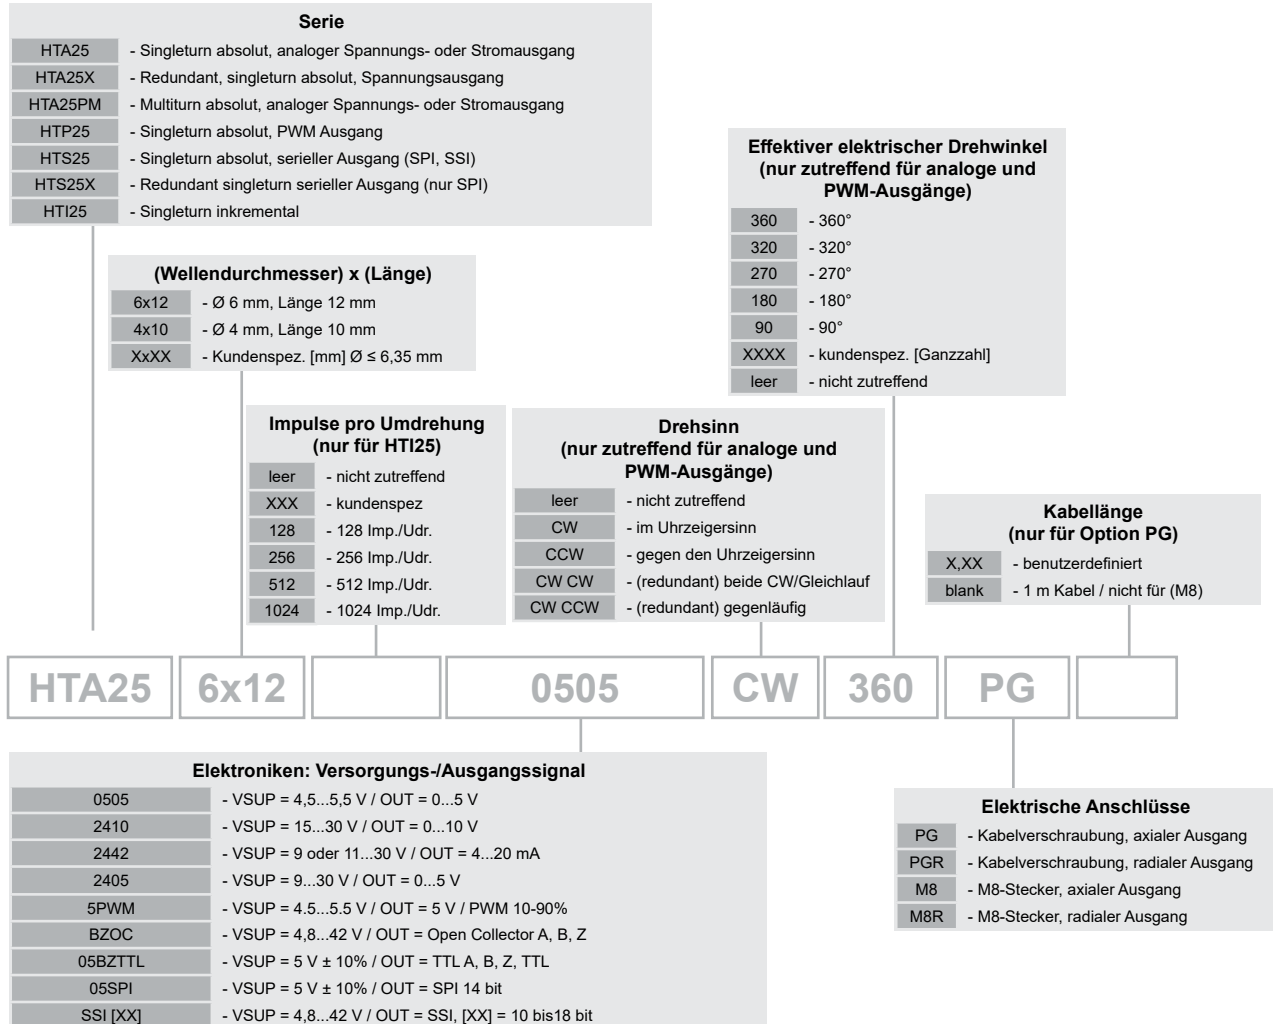 Serie
HTA25 - Singleturn absolut, analoger Spannungs- oder Stromausgang
HTA25X - Redundant, singleturn absolut, Spannungsausgang
HTA25PM - Multiturn absolut, analoger Spannungs- oder Stromausgang
HTP25 - Singleturn absolut, PWM Ausgang
HTS25 - Singleturn absolut, serieller Ausgang (SPI, SSI)
HTS25X - Redundant singleturn serieller Ausgang (nur SPI)
HTI25 - Singleturn inkremental
Effektiver elektrischer Drehwinkel
(nur zutreffend für analoge und
PWM-Ausgänge)
360 - 360°
320 - 320°
270 - 270°
180 - 180°
90 - 90°
XXXX - kundenspez. [Ganzzahl]
leer - nicht zutreffend
(Wellendurchmesser) x (Länge)
6x12 - Ø 6 mm, Länge 12 mm
4x10 - Ø 4 mm, Länge 10 mm
XxXX - Kundenspez. [mm] Ø ≤ 6,35 mm
Impulse pro Umdrehung
(nur für HTI25)
leer - nicht zutreffend
XXX - kundenspez
128 - 128 Imp./Udr.
256 - 256 Imp./Udr.
512 - 512 Imp./Udr.
1024 - 1024 Imp./Udr.
Drehsinn
(nur zutreffend für analoge und
PWM-Ausgänge)
leer - nicht zutreffend
CW - im Uhrzeigersinn
CCW - gegen den Uhrzeigersinn
CW CW - (redundant) beide CW/Gleichlauf
CW CCW - (redundant) gegenläufig
Kabellänge
(nur für Option PG)
X,XX - benutzerdefiniert
blank - 1 m Kabel / nicht für (M8)
HTA25 6x12 0505 CW 360 PG
Elektroniken: Versorgungs-/Ausgangssignal
0505 - VSUP = 4,5...5,5 V / OUT = 0...5 V
2410 - VSUP = 15...30 V / OUT = 0...10 V
2442 - VSUP = 9 oder 11...30 V / OUT = 4...20 mA
2405 - VSUP = 9...30 V / OUT = 0...5 V
5PWM - VSUP = 4.5...5.5 V / OUT = 5 V / PWM 10-90%
BZOC - VSUP = 4,8...42 V / OUT = Open Collector A, B, Z
05BZTTL - VSUP = 5 V ± 10% / OUT = TTL A, B, Z, TTL
05SPI - VSUP = 5 V ± 10% / OUT = SPI 14 bit
SSI [XX] - VSUP = 4,8...42 V / OUT = SSI, [XX] = 10 bis18 bit
Elektrische Anschlüsse
PG - Kabelverschraubung, axialer Ausgang
PGR - Kabelverschraubung, radialer Ausgang
M8 - M8-Stecker, axialer Ausgang
M8R - M8-Stecker, radialer Ausgang